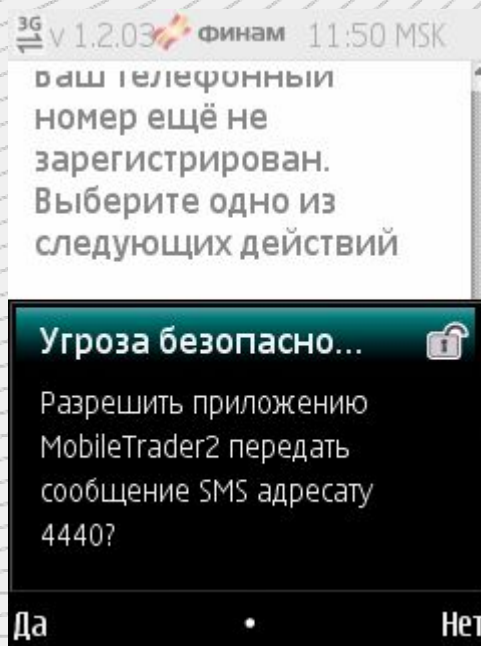 3G v 1.2.03 финам 11:50 MSK
Ваш телефонный
номер ещё не
зарегистрирован.
Выберите одно из
следующих действий
Угроза безопасно...
Разрешить приложению
MobileTrader2 передать
сообщение SMS адресату
4440?
Да
Нет